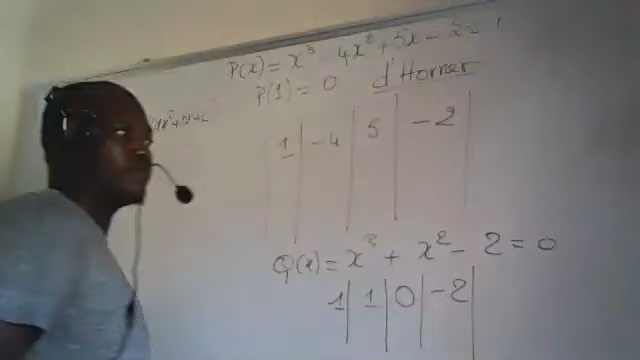 P(x) = x³ - 4x² + 5x - 2 =
P(1) = 0 d'Horner
1 | -4 | 5 | -2
Q(x) = x³ + x² - 2 = 0
1 | 1 | 0 | -2